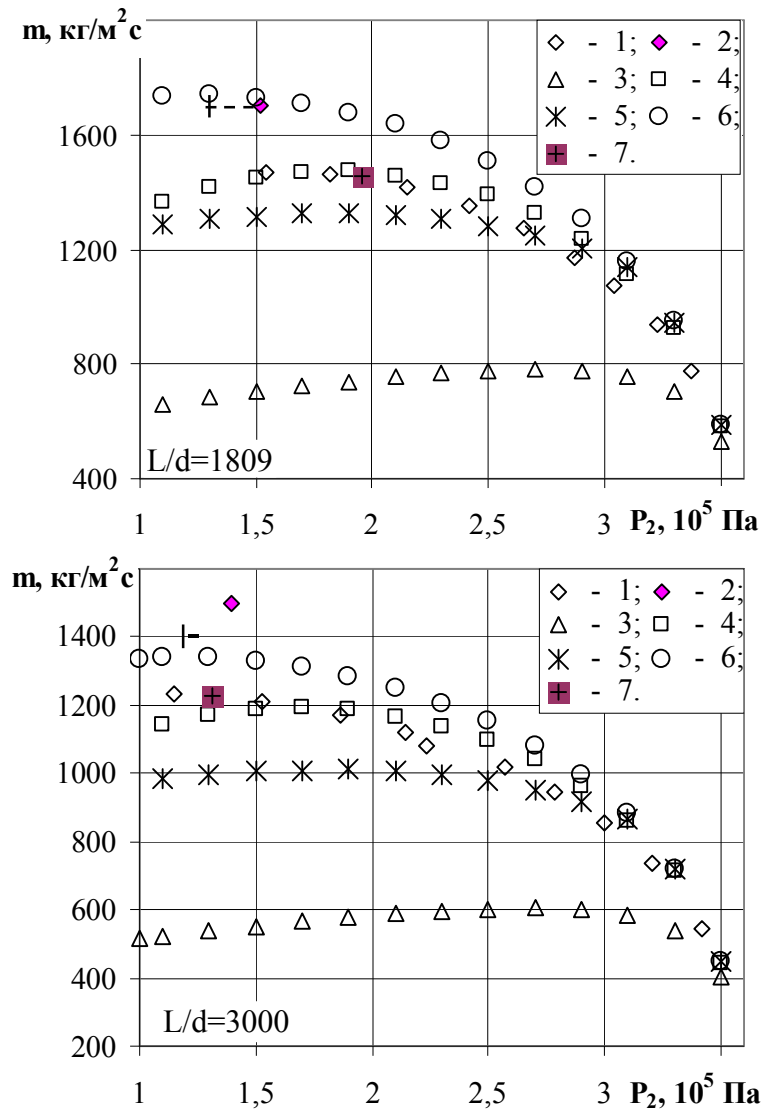 m, кг/м²с
- 1; - 2;
- 3; - 4;
- 5; - 6;
- 7.
1600
1200
800
400
L/d=1809
1 1,5 2 2,5 3 P₂, 10⁵ Па
m, кг/м²с
- 1; - 2;
- 3; - 4;
- 5; - 6;
- 7.
1400
1200
1000
800
600
400
200
L/d=3000
1 1,5 2 2,5 3 P₂, 10⁵ Па